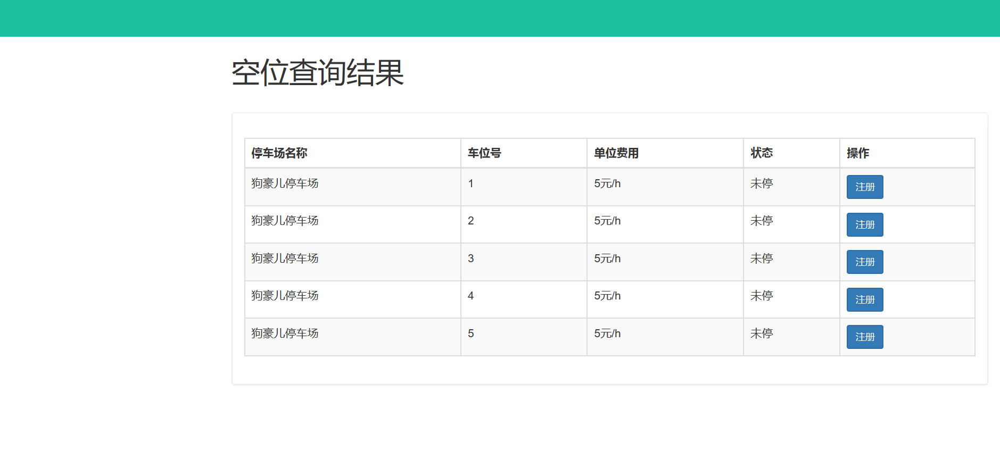 空位查询结果
停车场名称 车位号 单位费用 状态 操作
狗豪儿停车场 1 5元/h 未停 注册
狗豪儿停车场 2 5元/h 未停 注册
狗豪儿停车场 3 5元/h 未停 注册
狗豪儿停车场 4 5元/h 未停 注册
狗豪儿停车场 5 5元/h 未停 注册